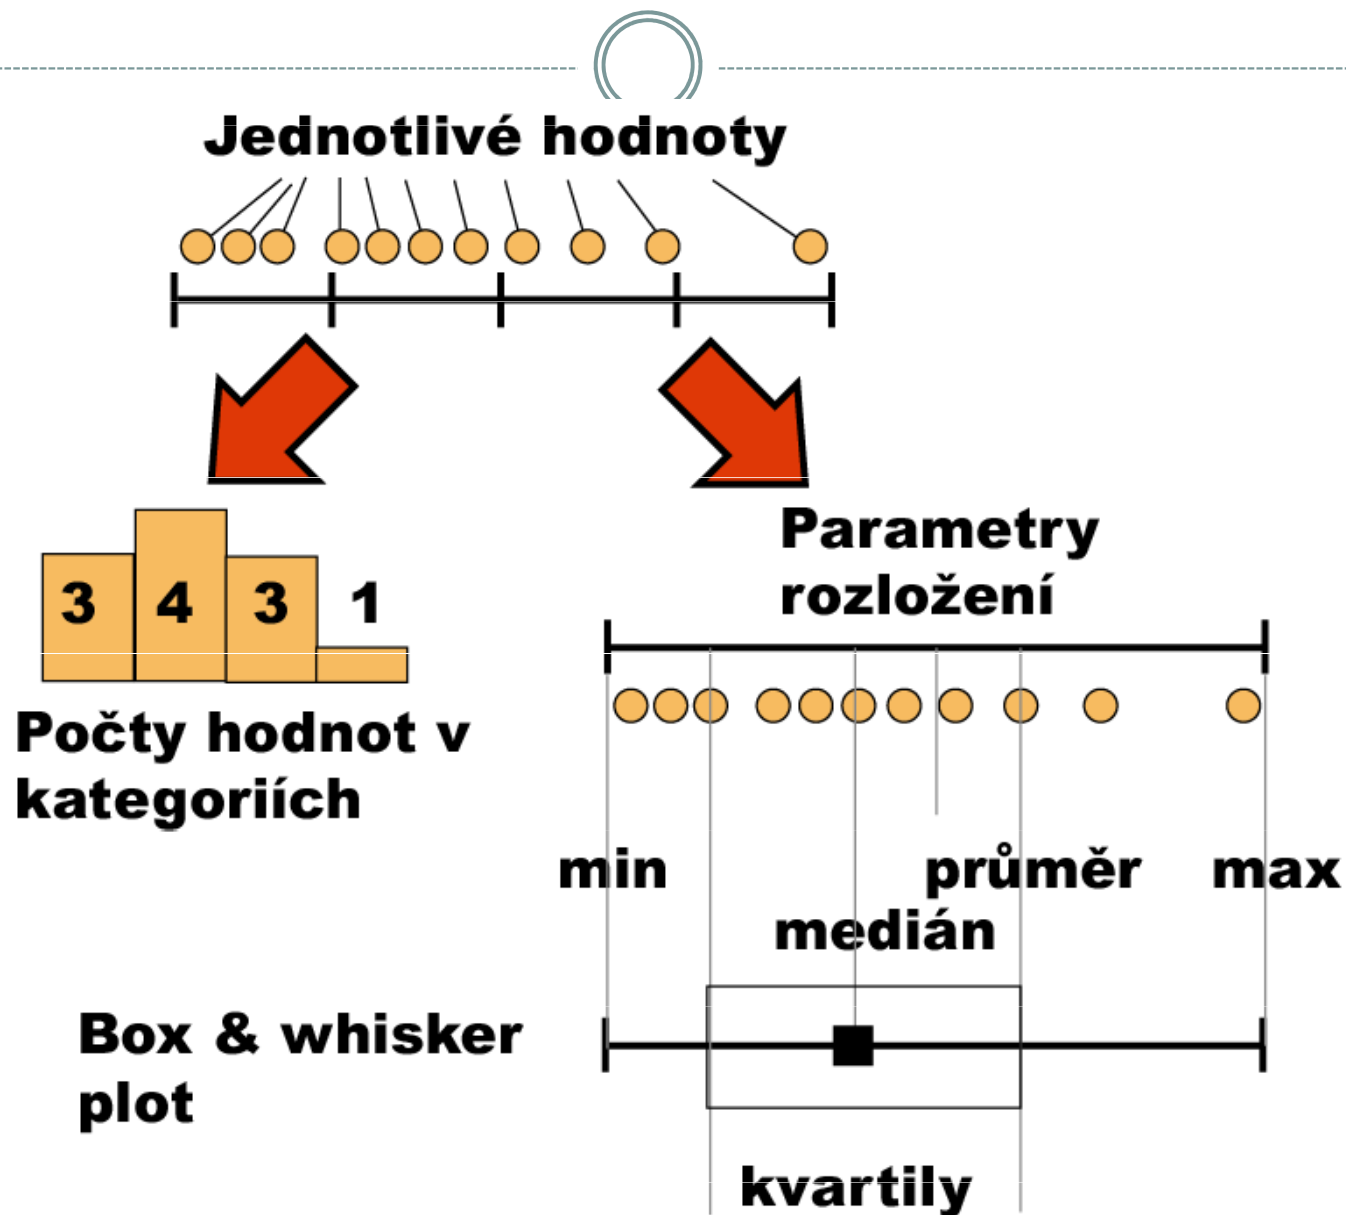 Jednotlivé hodnoty
3 4 3 1
Počty hodnot v
kategoriích
Parametry
rozložení
min průměr max
medián
Box & whisker
plot
kvartily